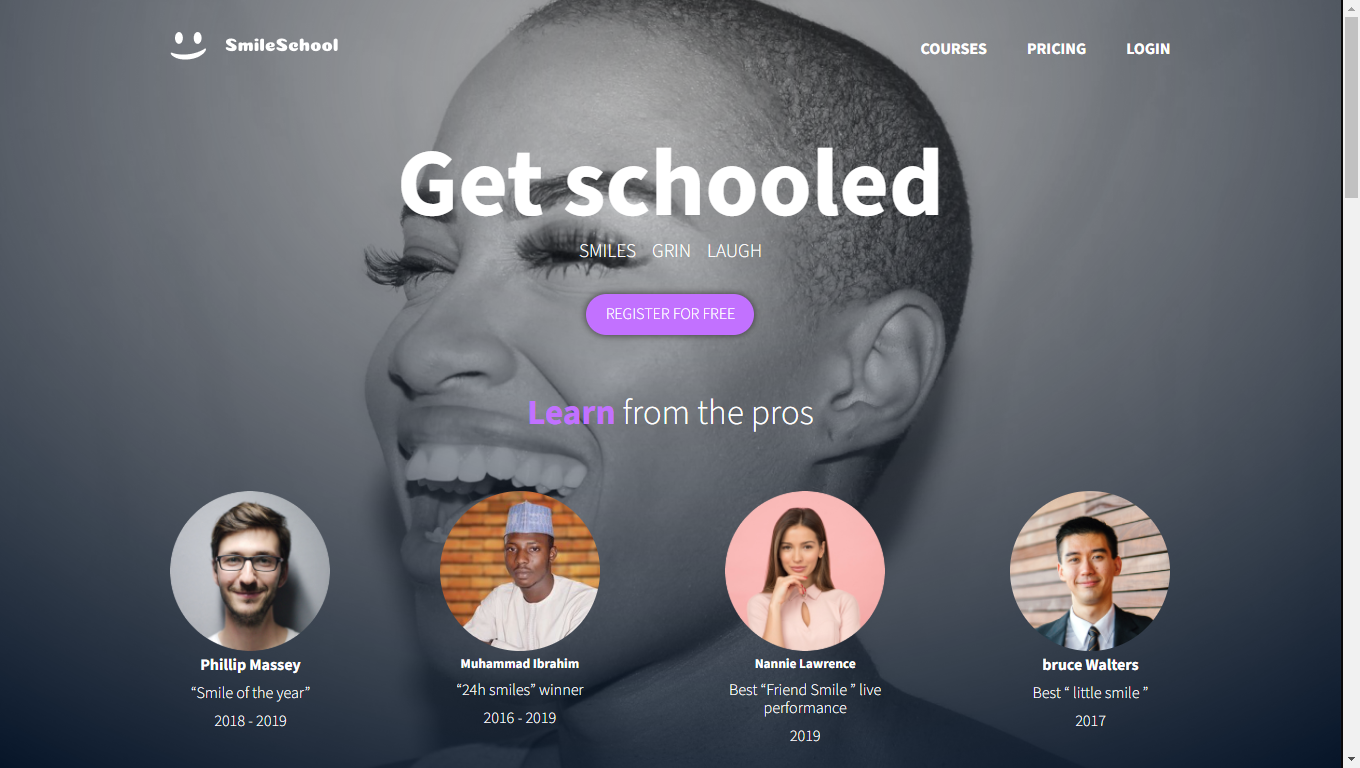 SmileSchool
COURSES PRICING LOGIN
Get schooled
SMILES GRIN LAUGH
REGISTER FOR FREE
Learn from the pros
Phillip Massey
“Smile of the year”
2018 - 2019
Muhammad Ibrahim
“24h smiles” winner
2016 - 2019
Nannie Lawrence
Best “Friend Smile ” live
performance
2019
bruce Walters
Best “ little smile ”
2017